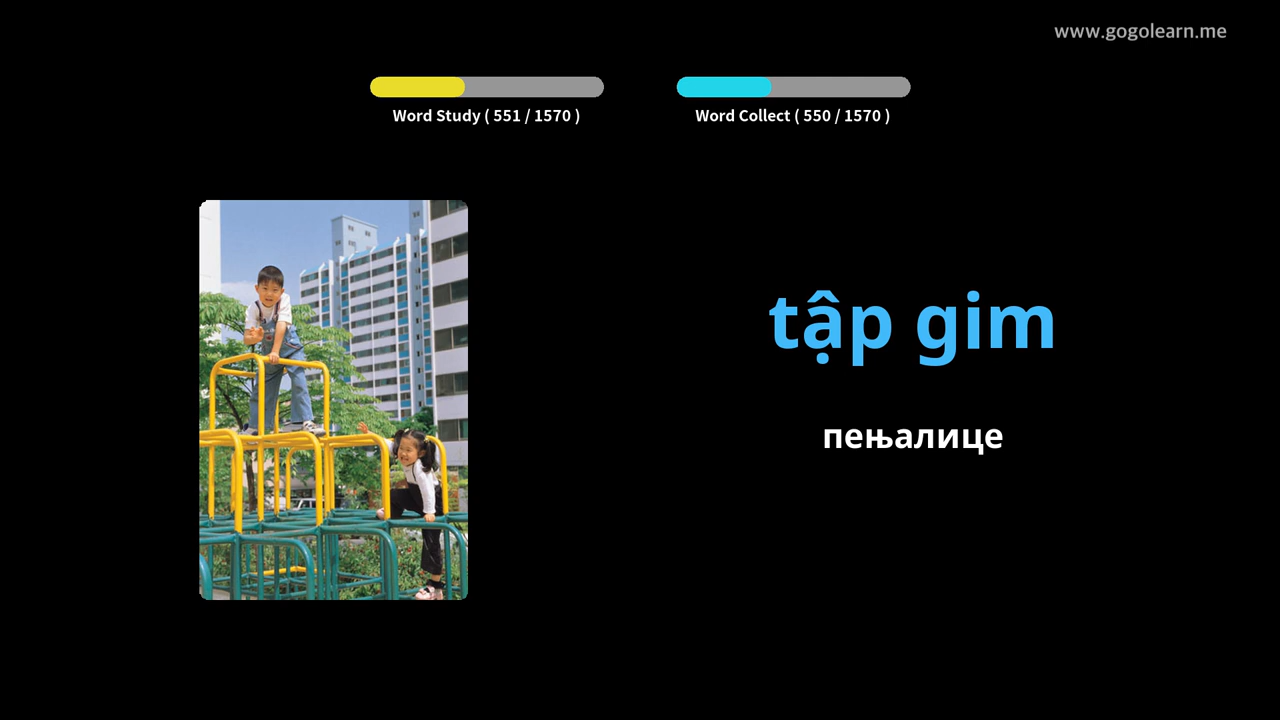 www.gogolearn.me
Word Study ( 551 / 1570 )
Word Collect ( 550 / 1570 )
tập gim
пењалице